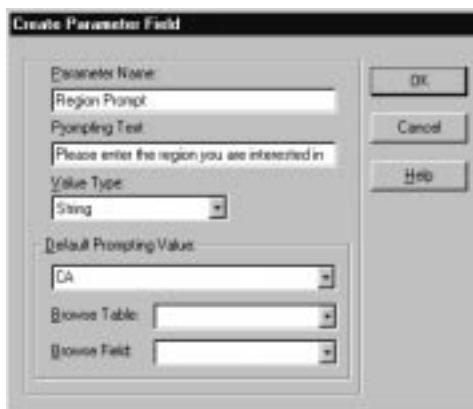 Create Parameter Field
Parameter Name:
Region Prompt
Prompting Text
Please enter the region you are interested in
Value Type:
String
Default Prompting Value:
CA
Browse Table:
Browse Field:
OK
Cancel
Help